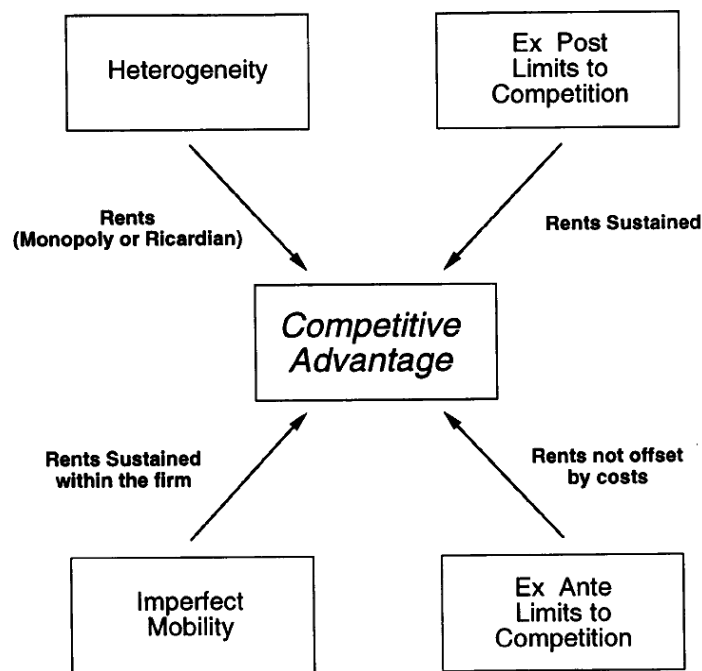 Heterogeneity
Ex Post
Limits to
Competition
Rents
(Monopoly or Ricardian)
Rents Sustained
Competitive
Advantage
Rents Sustained
within the firm
Rents not offset
by costs
Imperfect
Mobility
Ex Ante
Limits to
Competition